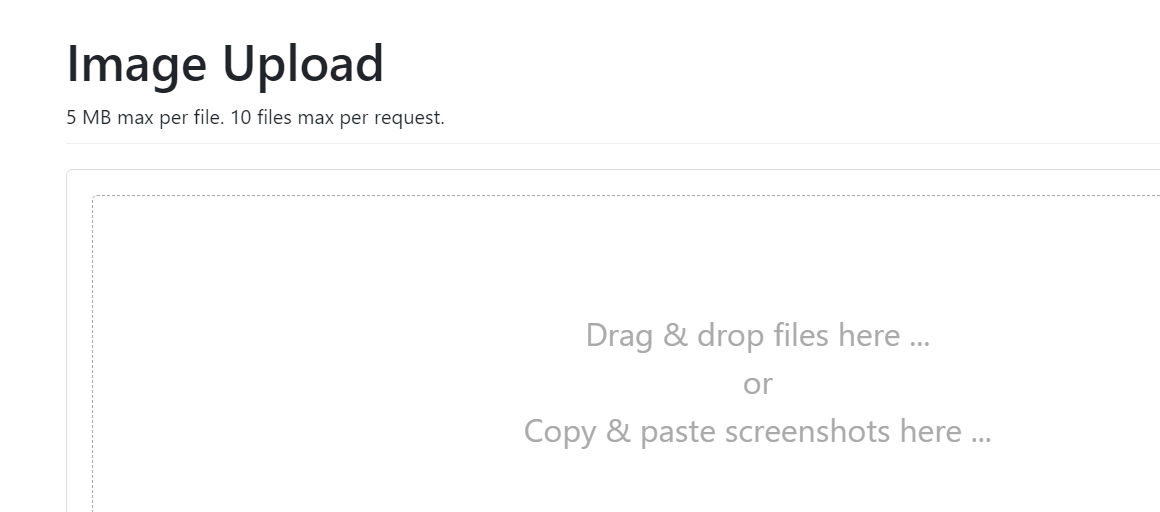 Image Upload
5 MB max per file. 10 files max per request.
Drag & drop files here ...
or
Copy & paste screenshots here ...